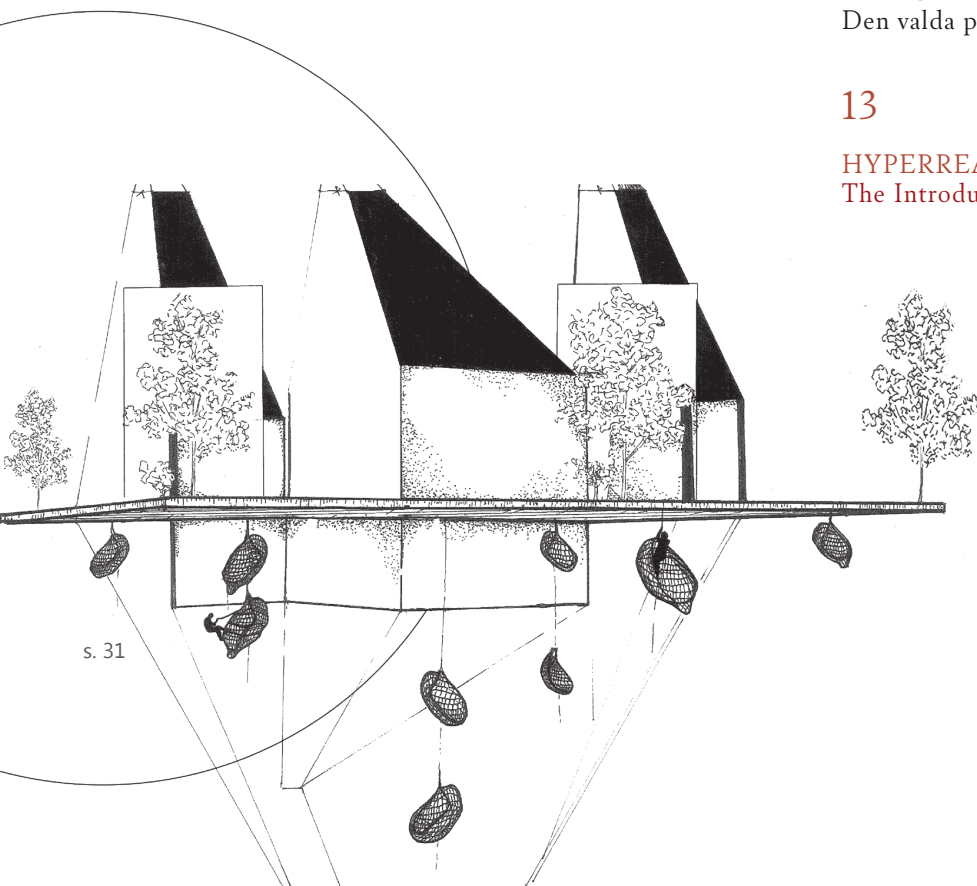 Den valda p
13
HYPERREA
The Introdu
s. 31